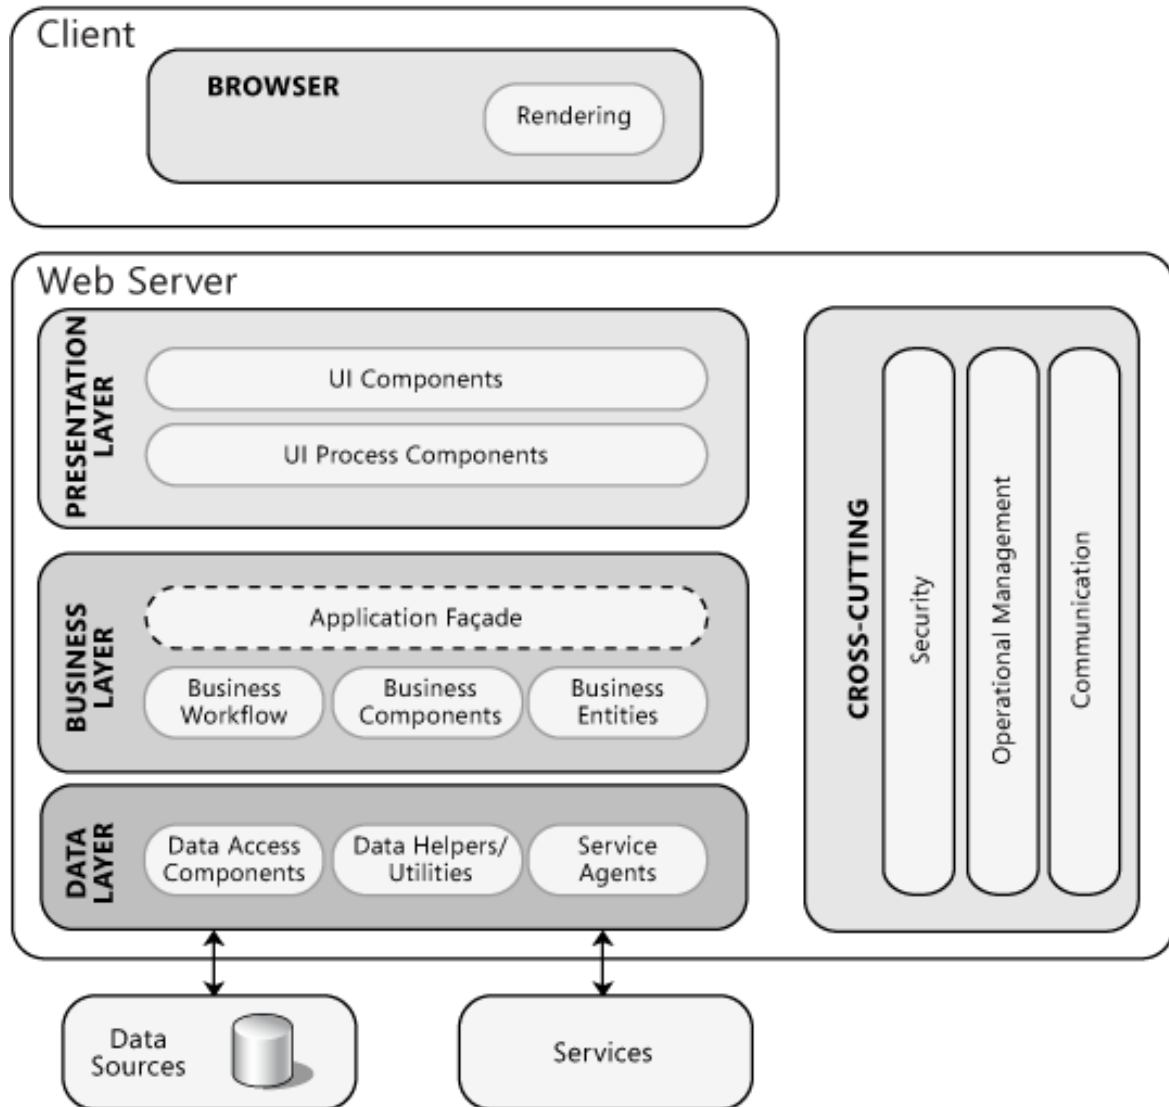 Client
BROWSER
Rendering
Web Server
PRESENTATION
LAYER
UI Components
UI Process Components
BUSINESS
LAYER
Application Façade
Business
Workflow
Business
Components
Business
Entities
DATA
LAYER
Data Access
Components
Data Helpers/
Utilities
Service
Agents
CROSS-CUTTING
Security
Operational Management
Communication
Data
Sources
Services